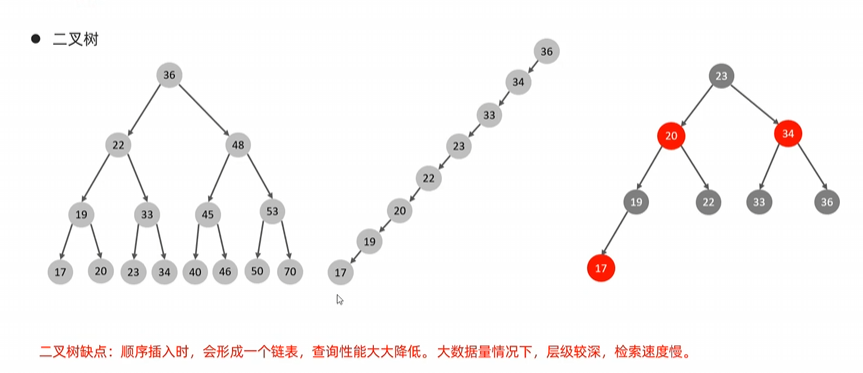 ● 二叉树
36
22 48
19 33 45 53
17 20 23 34 40 46 50 70
36
34
33
23
22
20
19
17
23
20 34
19 22 33 36
17
二叉树缺点：顺序插入时，会形成一个链表，查询性能大大降低。大数据量情况下，层级较深，检索速度慢。